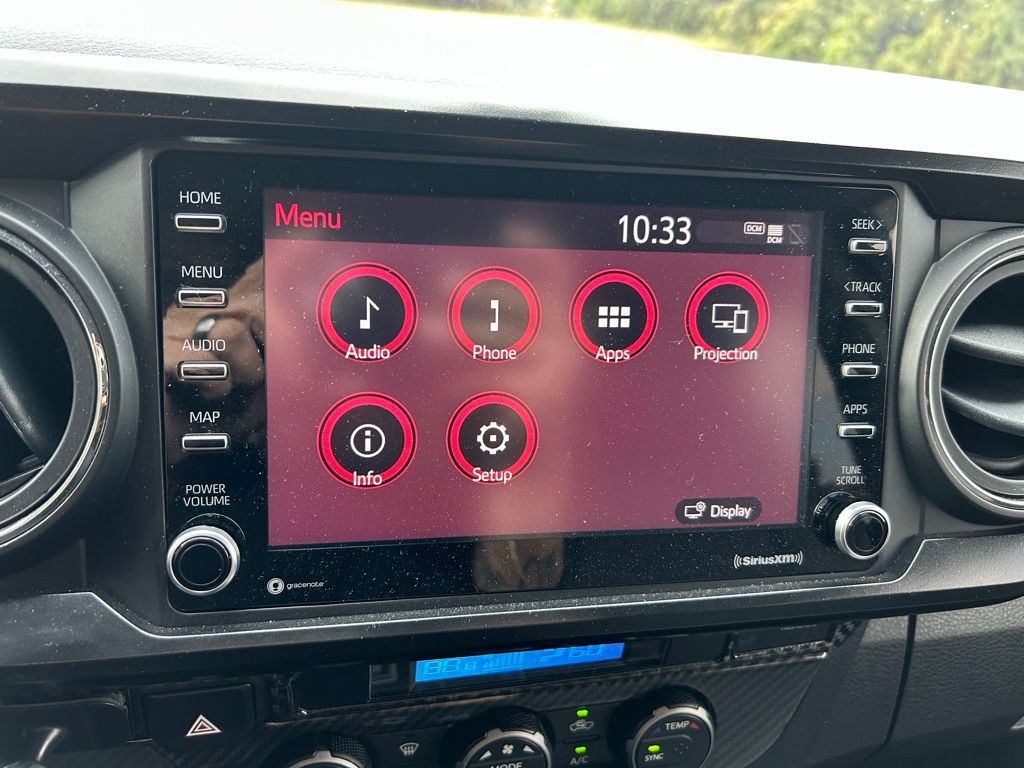 HOME
MENU
AUDIO
MAP
POWER
VOLUME
gracenote
Menu
10:33
DCM
DCM
Audio
Phone
Apps
Projection
Info
Setup
Display
SEEK >
< TRACK
PHONE
APPS
TUNE
SCROLL
((SiriusXM))
MODE
A/C
TEMP
SYNC